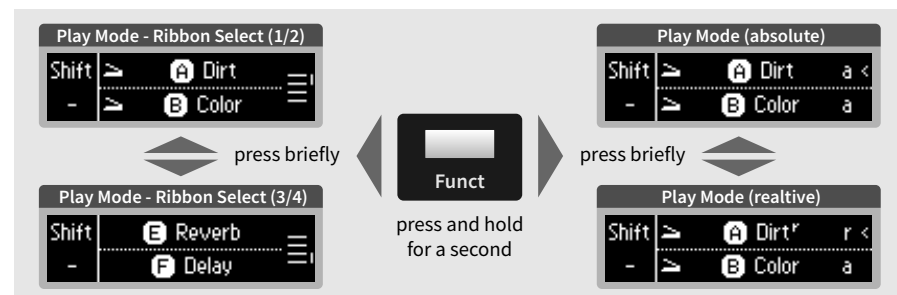 Play Mode - Ribbon Select (1/2)
Shift A Dirt
- B Color
press briefly
Play Mode - Ribbon Select (3/4)
Shift E Reverb
- F Delay
Funct
press and hold
for a second
Play Mode (absolute)
Shift A Dirt a <
- B Color a
press briefly
Play Mode (realtive)
Shift A Dirtʳ r <
- B Color a